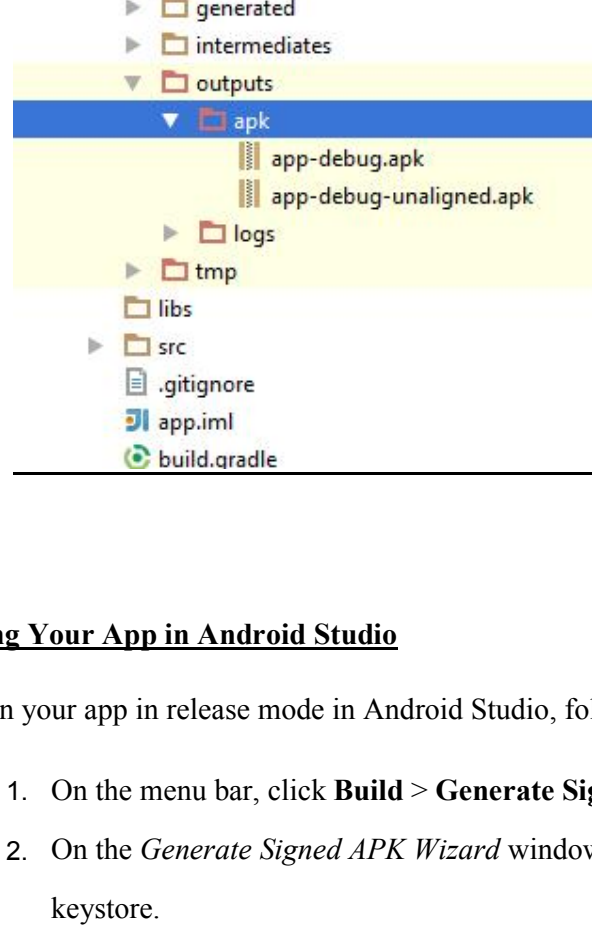 generated
intermediates
outputs
apk
app-debug.apk
app-debug-unaligned.apk
logs
tmp
libs
src
.gitignore
app.iml
build.gradle
Your App in Android Studio
your app in release mode in Android Studio,
1. On the menu bar, click Build > Generate
2. On the Generate Signed APK Wizard window
keystore.